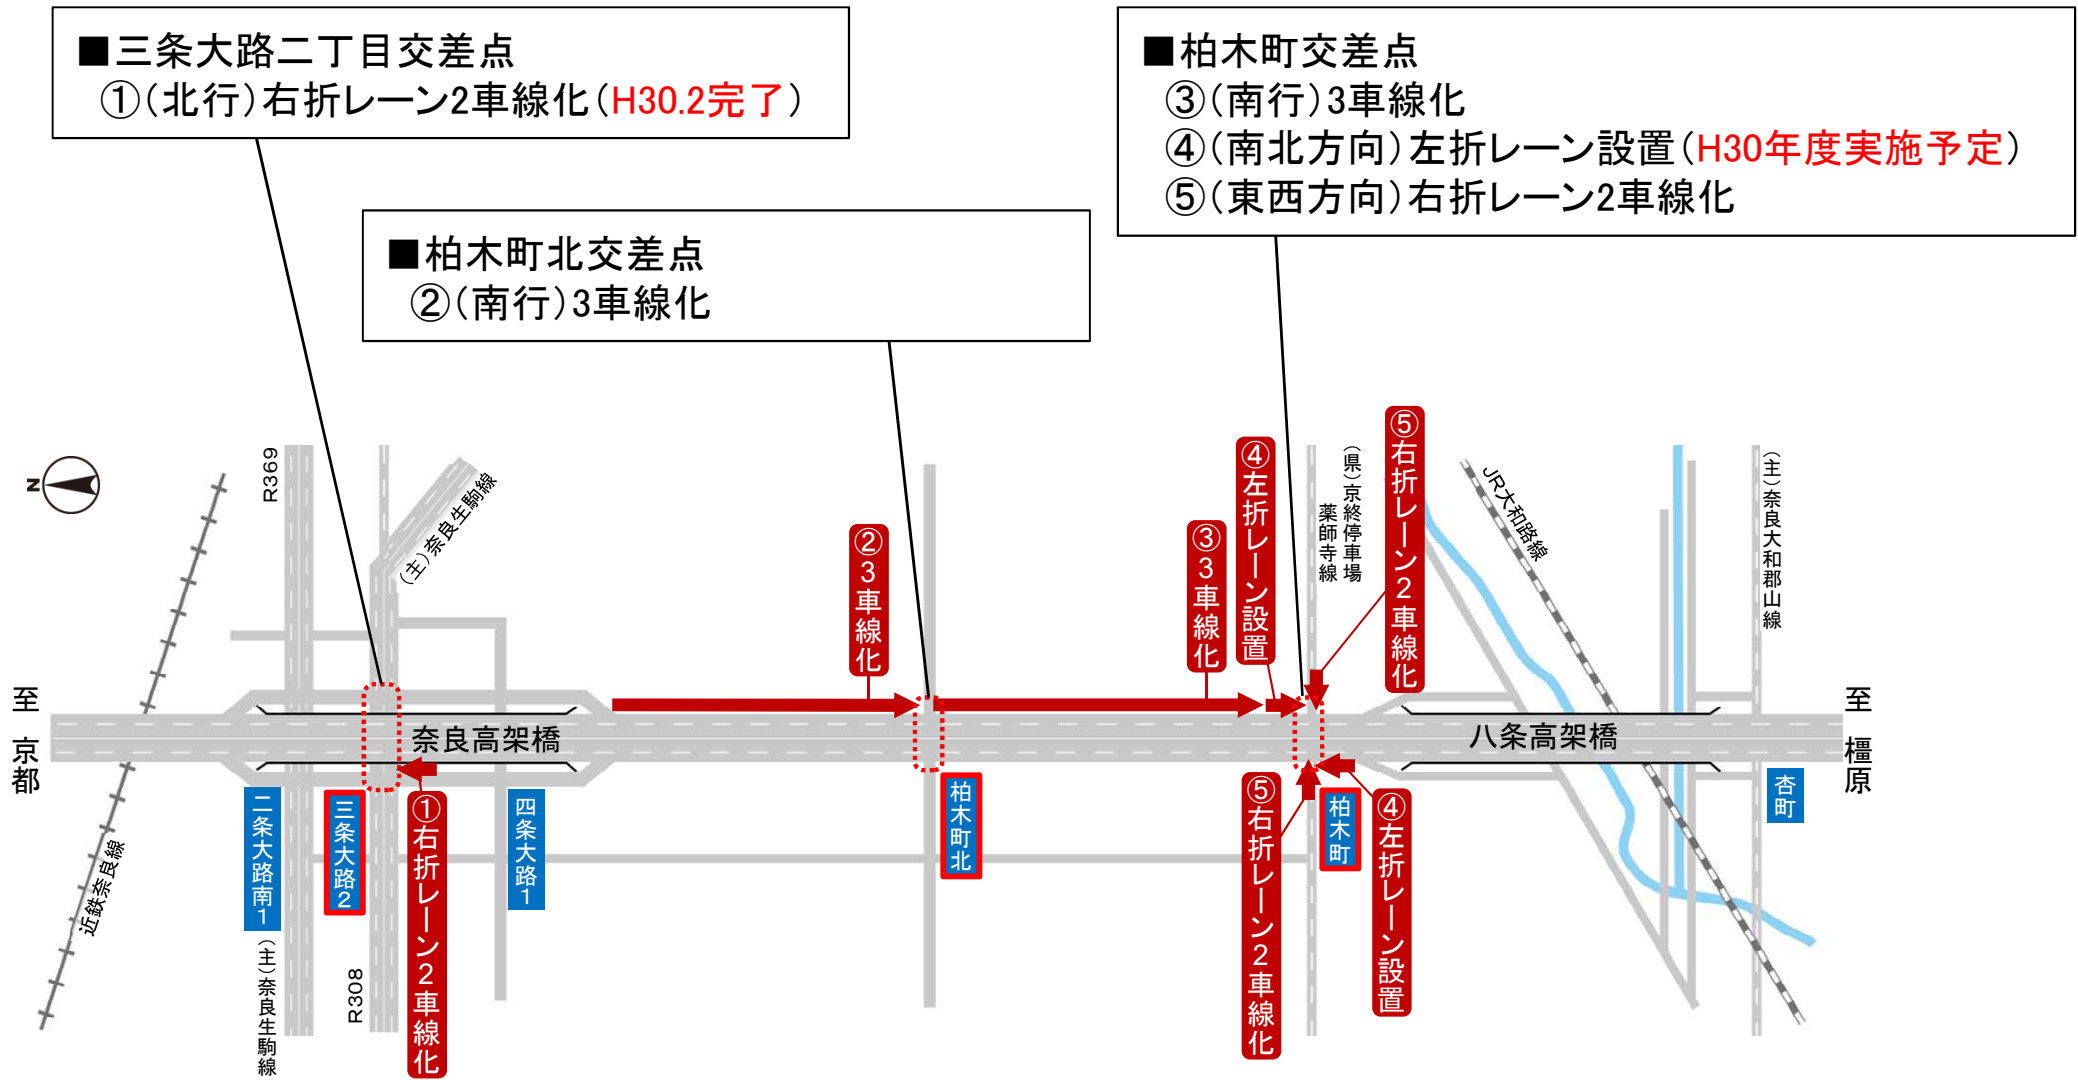 ■三条大路二丁目交差点
①(北行)右折レーン2車線化(H30.2完了)
■柏木町北交差点
②(南行)3車線化
■柏木町交差点
③(南行)3車線化
④(南北方向)左折レーン設置(H30年度実施予定)
⑤(東西方向)右折レーン2車線化
N
R369
(主)奈良生駒線
②3車線化
③3車線化
④左折レーン設置
(県)京終停車場
薬師寺線
⑤右折レーン2車線化
JR大和路線
(主)奈良大和郡山線
至 京都
奈良高架橋
八条高架橋
至 橿原
近鉄奈良線
二条大路南1
(主)奈良生駒線
三条大路2
R308
①右折レーン2車線化
四条大路1
柏木町北
⑤右折レーン2車線化
柏木町
④左折レーン設置
杏町